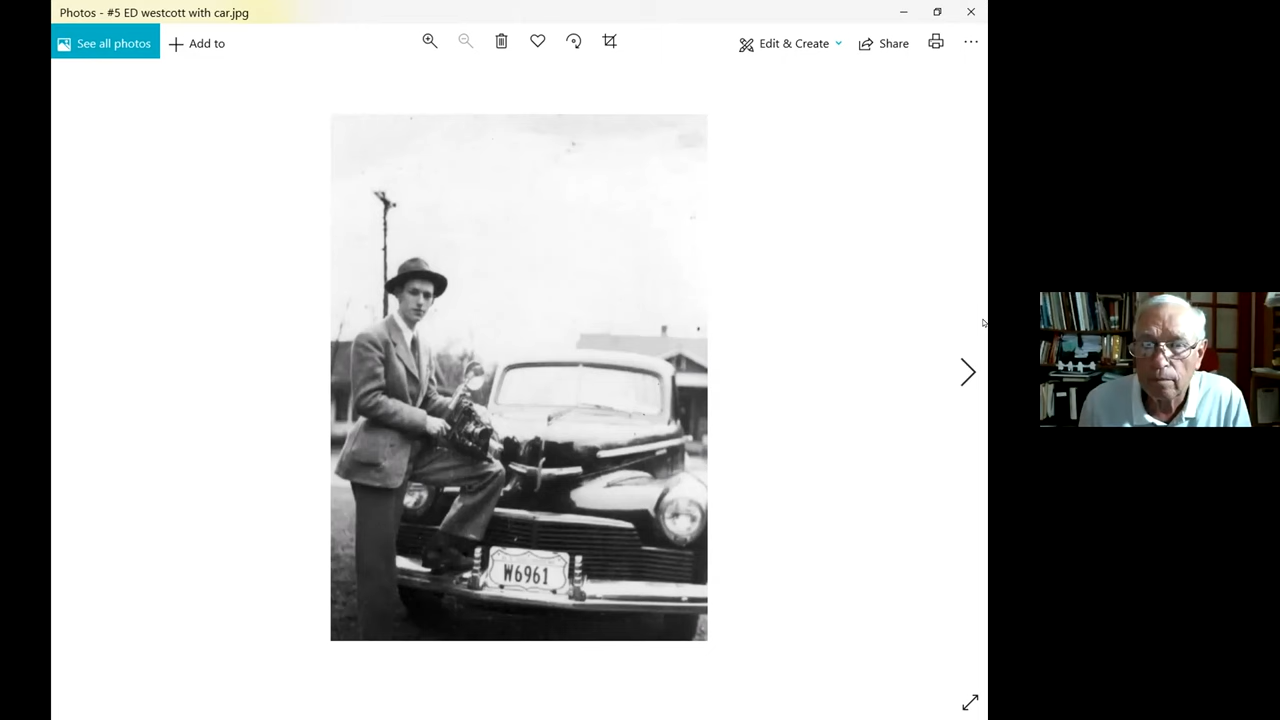 Photos - #5 ED westcott with car.jpg
See all photos
Add to
Edit & Create
Share
W6961